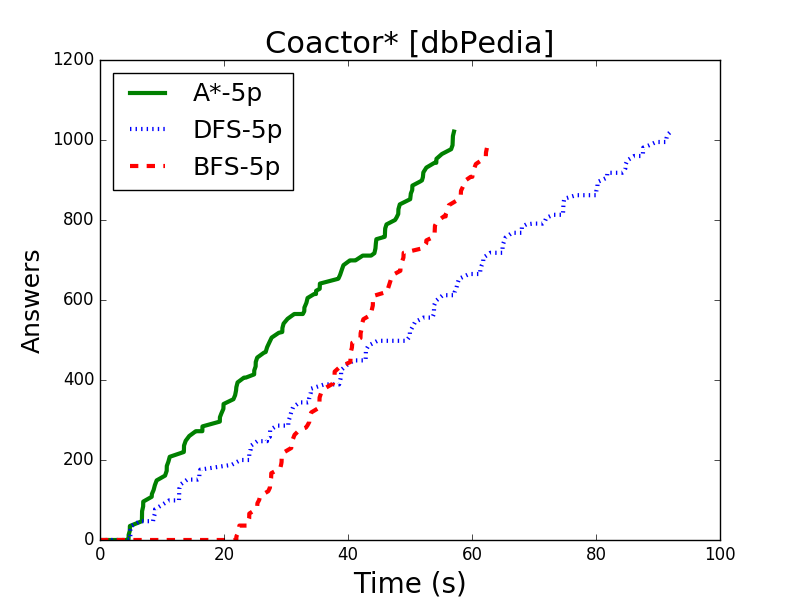 Coactor* [dbPedia]
1200
1000
800
600
400
200
0
Answers
A*-5p
DFS-5p
BFS-5p
0 20 40 60 80 100
Time (s)